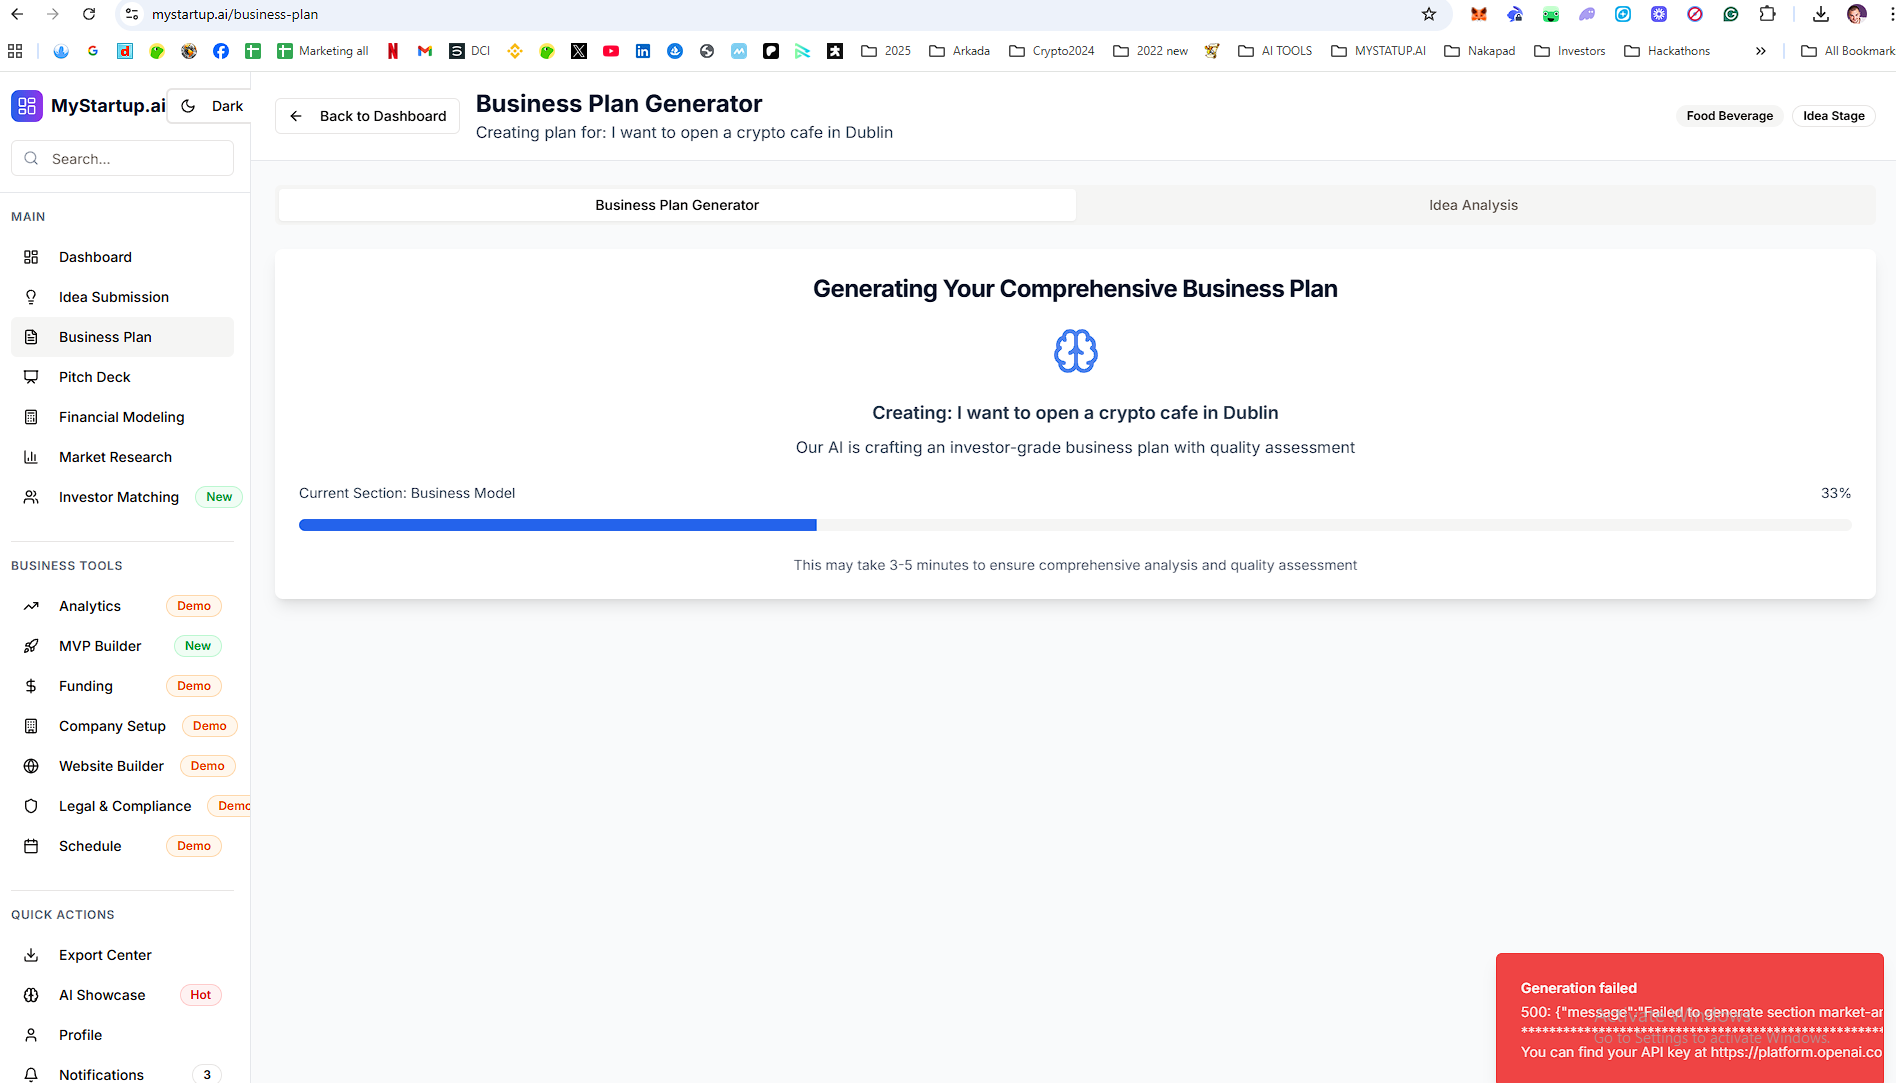 mystartup.ai/business-plan
Marketing all
DCI
2025
Arkada
Crypto2024
2022 new
AI TOOLS
MYSTATUP.AI
Nakapad
Investors
Hackathons
All Bookmark
MyStartup.ai
Dark
Search...
MAIN
Dashboard
Idea Submission
Business Plan
Pitch Deck
Financial Modeling
Market Research
Investor Matching New
BUSINESS TOOLS
Analytics Demo
MVP Builder New
Funding Demo
Company Setup Demo
Website Builder Demo
Legal & Compliance Demo
Schedule Demo
QUICK ACTIONS
Export Center
AI Showcase Hot
Profile
Notifications 3
Back to Dashboard
Business Plan Generator
Creating plan for: I want to open a crypto cafe in Dublin
Food Beverage
Idea Stage
Business Plan Generator
Idea Analysis
Generating Your Comprehensive Business Plan
Creating: I want to open a crypto cafe in Dublin
Our AI is crafting an investor-grade business plan with quality assessment
Current Section: Business Model
33%
This may take 3-5 minutes to ensure comprehensive analysis and quality assessment
Generation failed
500: {"message":"Failed to generate section market-an
Activate Windows
***********************************************************
Go to Settings to activate Windows.
You can find your API key at https://platform.openai.co